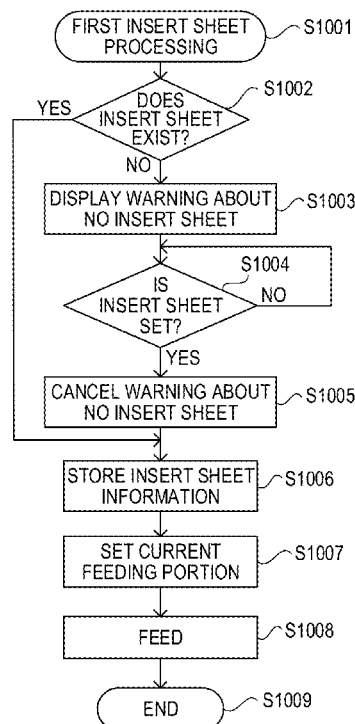 FIRST INSERT SHEET
PROCESSING
S1001
YES
DOES
INSERT SHEET
EXIST?
S1002
NO
DISPLAY WARNING ABOUT
NO INSERT SHEET
S1003
IS
INSERT SHEET
SET?
S1004
NO
YES
CANCEL WARNING ABOUT
NO INSERT SHEET
S1005
STORE INSERT SHEET
INFORMATION
S1006
SET CURRENT
FEEDING PORTION
S1007
FEED
S1008
END
S1009